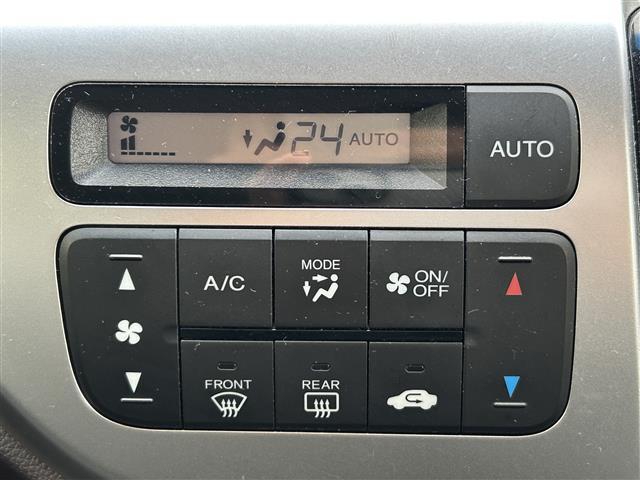 24 AUTO
AUTO
A/C
MODE
ON/
OFF
FRONT
REAR